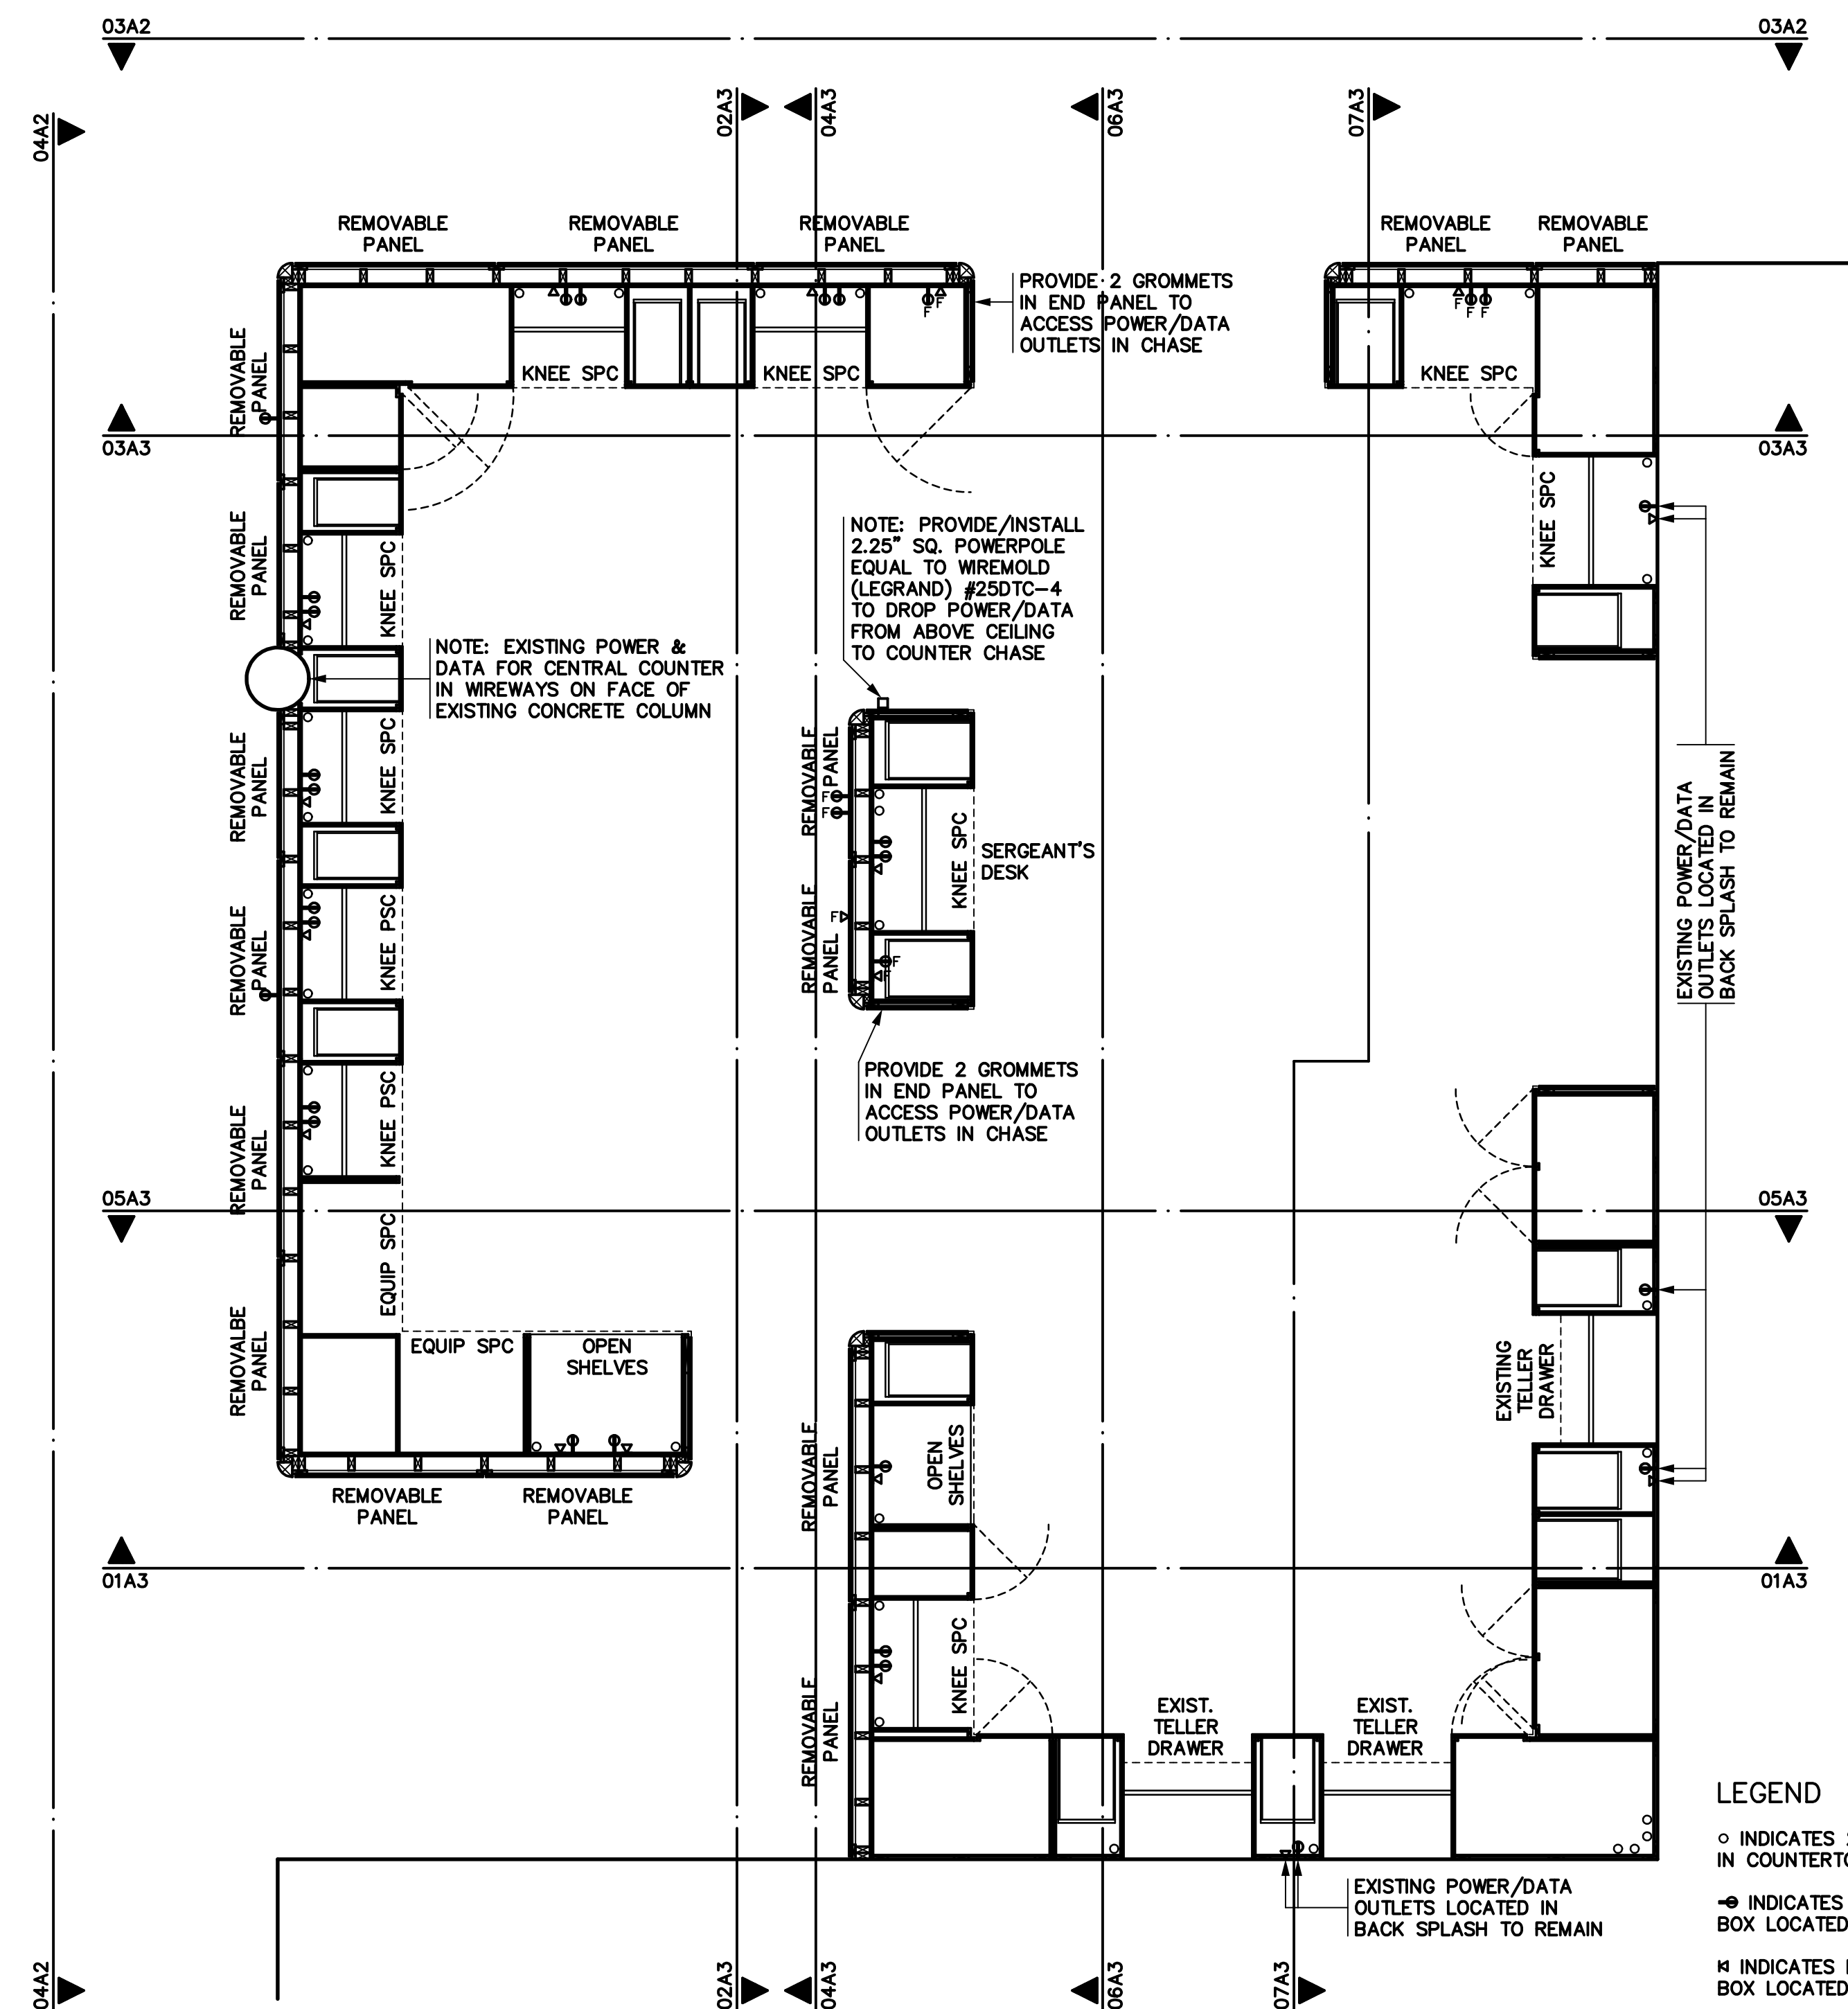 03A2
03A2
04A2
02A3
04A3
06A3
07A3
REMOVABLE
PANEL
REMOVABLE
PANEL
REMOVABLE
PANEL
REMOVABLE
PANEL
REMOVABLE
PANEL
PROVIDE 2 GROMMETS
IN END PANEL TO
ACCESS POWER/DATA
OUTLETS IN CHASE
F
F
F
F
F
KNEE SPC
KNEE SPC
KNEE SPC
REMOVABLE
PANEL
03A3
03A3
REMOVABLE
PANEL
KNEE SPC
KNEE SPC
NOTE: PROVIDE/INSTALL
2.25" SQ. POWERPOLE
EQUAL TO WIREMOLD
(LEGRAND) #25DTC-4
TO DROP POWER/DATA
FROM ABOVE CEILING
TO COUNTER CHASE
NOTE: EXISTING POWER &
DATA FOR CENTRAL COUNTER
IN WIREWAYS ON FACE OF
EXISTING CONCRETE COLUMN
REMOVABLE
PANEL
KNEE SPC
REMOVABLE
PANEL
F
F
KNEE SPC
SERGEANT'S
DESK
EXISTING POWER/DATA
OUTLETS LOCATED IN
BACK SPLASH TO REMAIN
REMOVABLE
PANEL
KNEE PSC
REMOVABLE
PANEL
F
F
F
PROVIDE 2 GROMMETS
IN END PANEL TO
ACCESS POWER/DATA
OUTLETS IN CHASE
REMOVABLE
PANEL
KNEE PSC
05A3
05A3
EQUIP SPC
REMOVALBE
PANEL
EQUIP SPC
OPEN
SHELVES
EXISTING
TELLER
DRAWER
REMOVABLE
PANEL
OPEN
SHELVES
REMOVABLE
PANEL
REMOVABLE
PANEL
01A3
01A3
REMOVABLE
PANEL
KNEE SPC
EXIST.
TELLER
DRAWER
EXIST.
TELLER
DRAWER
EXISTING POWER/DATA
OUTLETS LOCATED IN
BACK SPLASH TO REMAIN
LEGEND
INDICATES
IN COUNTERTO
INDICATES
BOX LOCATED
INDICATES
BOX LOCATED
04A2
02A3
04A3
06A3
07A3